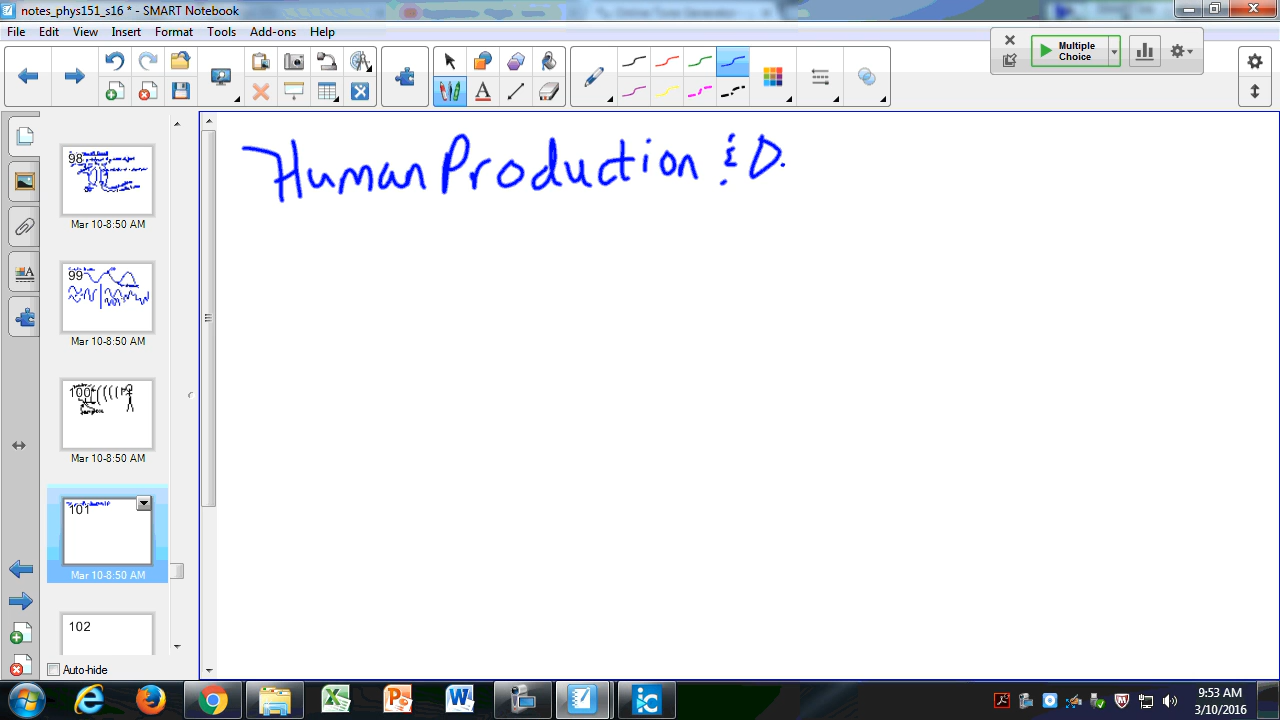 notes_phys151_s16 * - SMART Notebook
File Edit View Insert Format Tools Add-ons Help
Multiple
Choice
Human Production & D.
98
Mar 10-8:50 AM
99
Mar 10-8:50 AM
100
Mar 10-8:50 AM
101
Mar 10-8:50 AM
102
Auto-hide
9:53 AM
3/10/2016